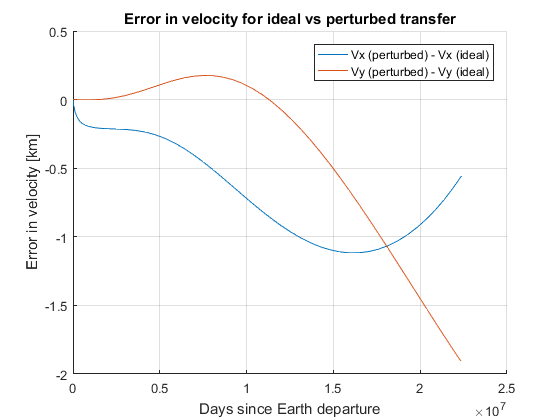 Error in velocity for ideal vs perturbed transfer
0.5
Vx (perturbed) - Vx (ideal)
Vy (perturbed) - Vy (ideal)
0
-0.5
-1
-1.5
-2
Error in velocity [km]
0
0.5
1
1.5
2
2.5
×10⁷
Days since Earth departure